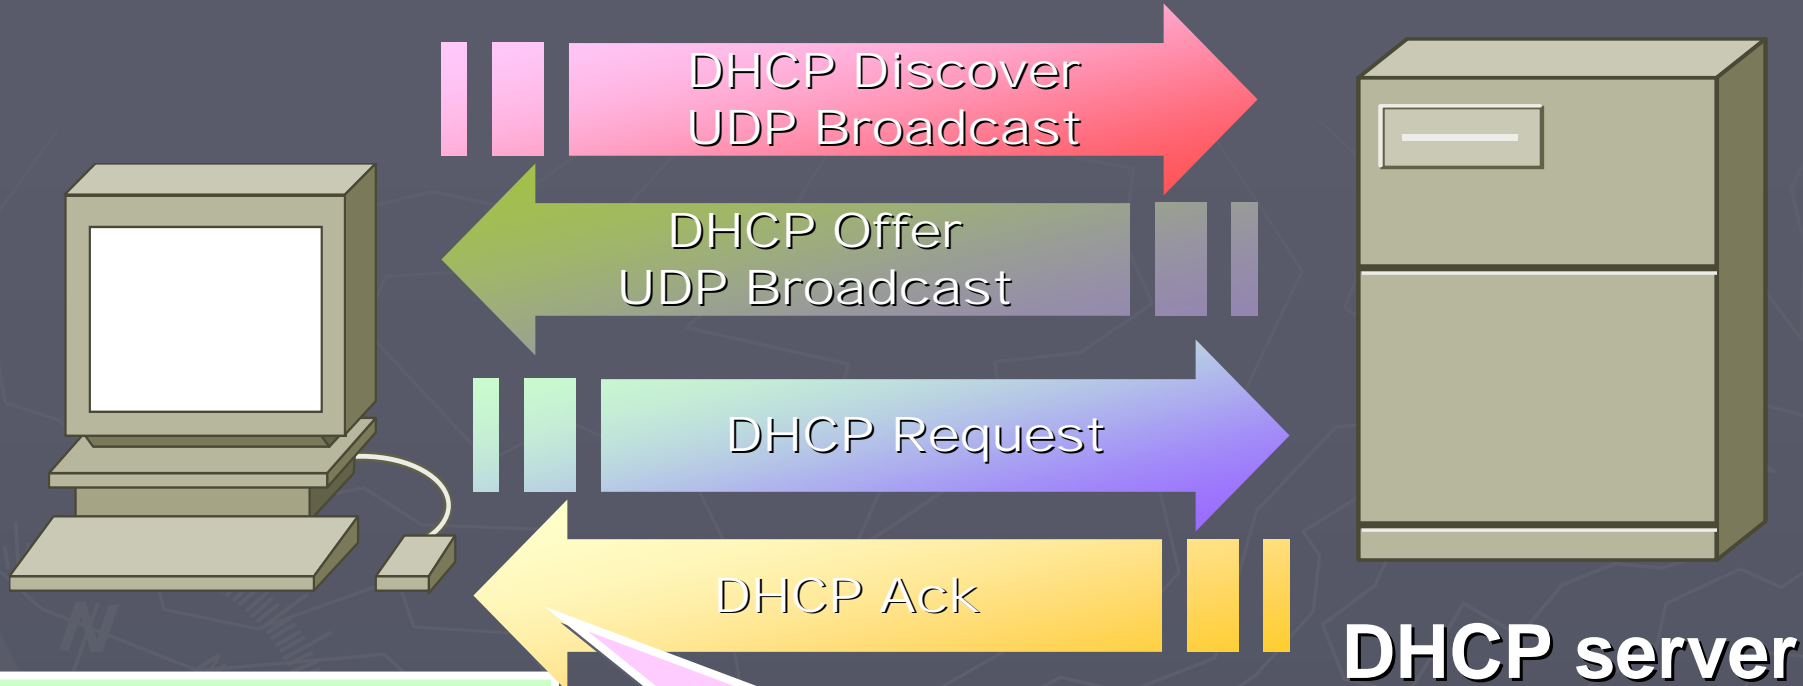 DHCP Discover
UDP Broadcast
DHCP Offer
UDP Broadcast
DHCP Request
DHCP Ack
DHCP server